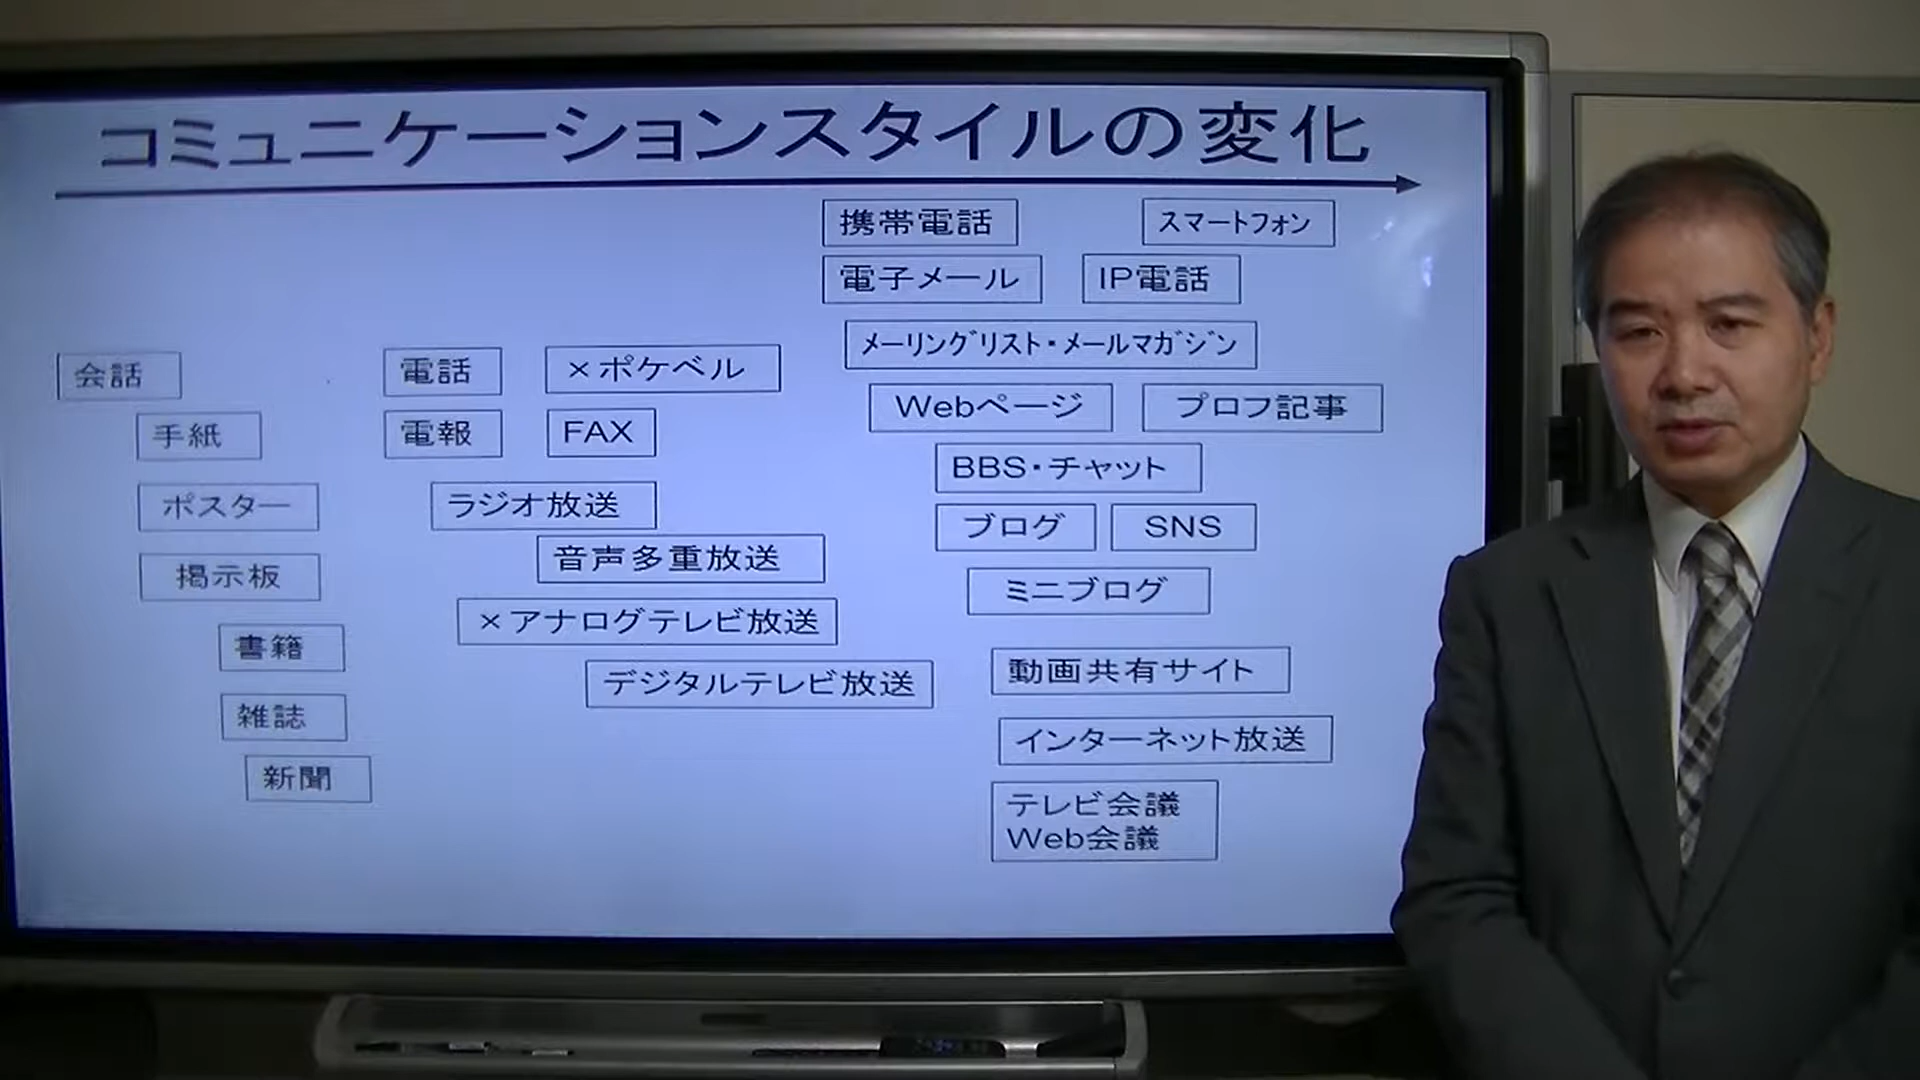 コミュニケーションスタイルの変化
携帯電話
スマートフォン
電子メール
IP電話
メーリングリスト・メールマガジン
会話
電話
×ポケベル
Webページ
プロフ記事
手紙
電報
FAX
BBS・チャット
ポスター
ラジオ放送
ブログ
SNS
掲示板
音声多重放送
ミニブログ
書籍
×アナログテレビ放送
動画共有サイト
雑誌
デジタルテレビ放送
インターネット放送
新聞
テレビ会議
Web会議